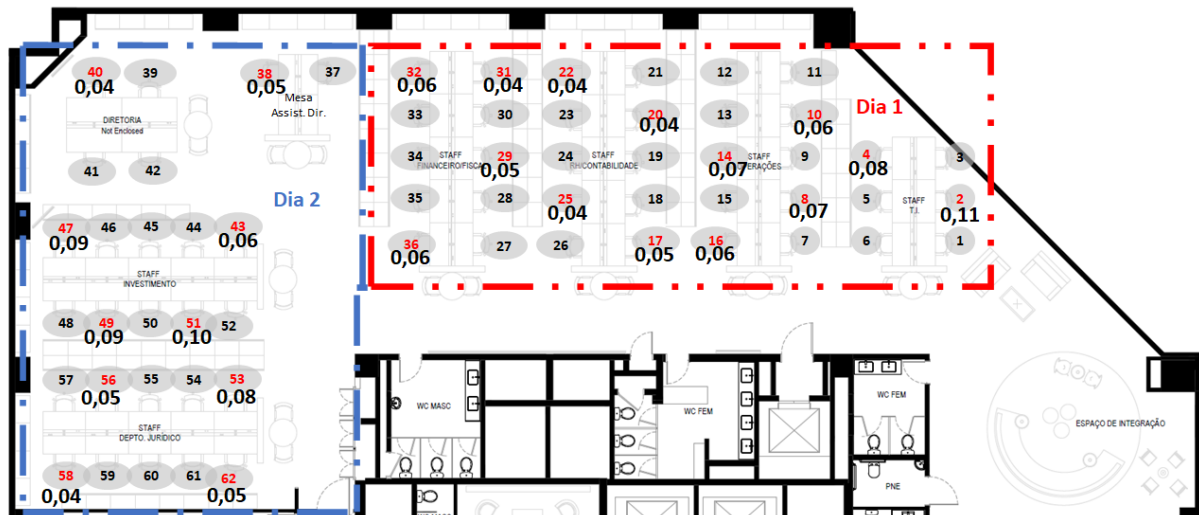 40 39 38 37 32 31 22 21 12 11
0,04 0,05 0,06 0,04 0,04
Mesa
Assist. Dir.
Dia 1
33 30 23 20 13 10
0,04 0,06
DIRETORIA
Not Enclosed
34 29 24 19 14 9 4 3
STAFF STAFF STAFF
FINANCEIRO/FISCA RH/CONTABILIDADE
0,05 0,07 0,08
41 42
Dia 2
35 28 25 18 15 8 5 2
0,04 0,07 0,11
STAFF
T.I.
47 46 45 44 43 36 27 26 17 16 7 6 1
0,09 0,06 0,06 0,05 0,06
STAFF
INVESTIMENTO
48 49 50 51 52
0,09 0,10
57 56 55 54 53
0,05 0,08
WC MASC WC FEM WC FEM
STAFF
DEPTO. JURÍDICO
ESPAÇO DE INTEGRAÇÃO
58 59 60 61 62
0,04 0,05
PNE